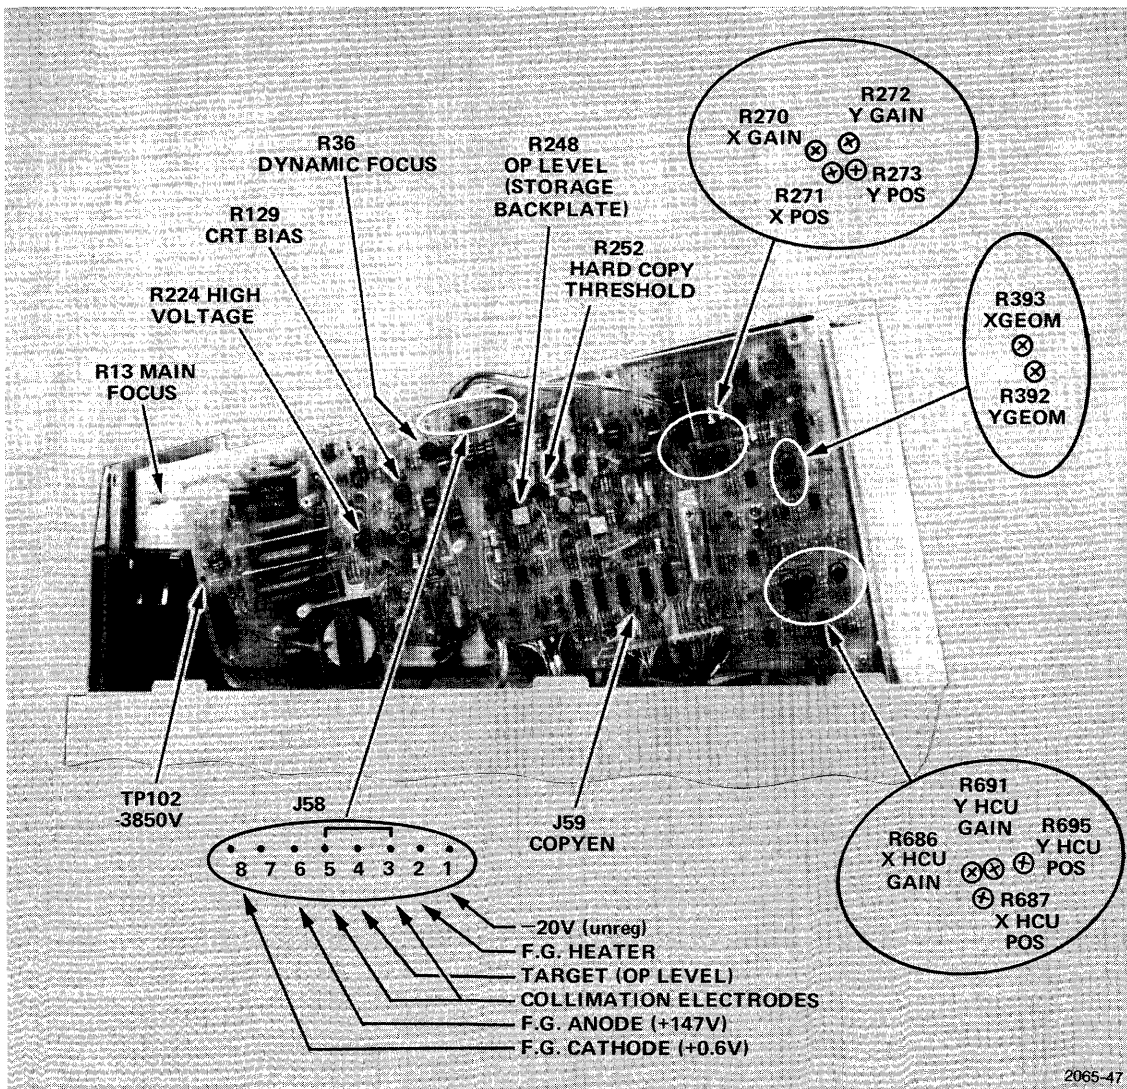 R272
Y GAIN
R270
X GAIN
R273
Y POS
R271
X POS
R36
DYNAMIC FOCUS
R248
OP LEVEL
(STORAGE
BACKPLATE)
R129
CRT BIAS
R252
HARD COPY
THRESHOLD
R224 HIGH
VOLTAGE
R393
XGEOM
R392
YGEOM
R13 MAIN
FOCUS
TP102
-3850V
J58
8 7 6 5 4 3 2 1
J59
COPYEN
R691
Y HCU
GAIN
R686
X HCU
GAIN
R695
Y HCU
POS
R687
X HCU
POS
−20V (unreg)
F.G. HEATER
TARGET (OP LEVEL)
COLLIMATION ELECTRODES
F.G. ANODE (+147V)
F.G. CATHODE (+0.6V)
2065-47